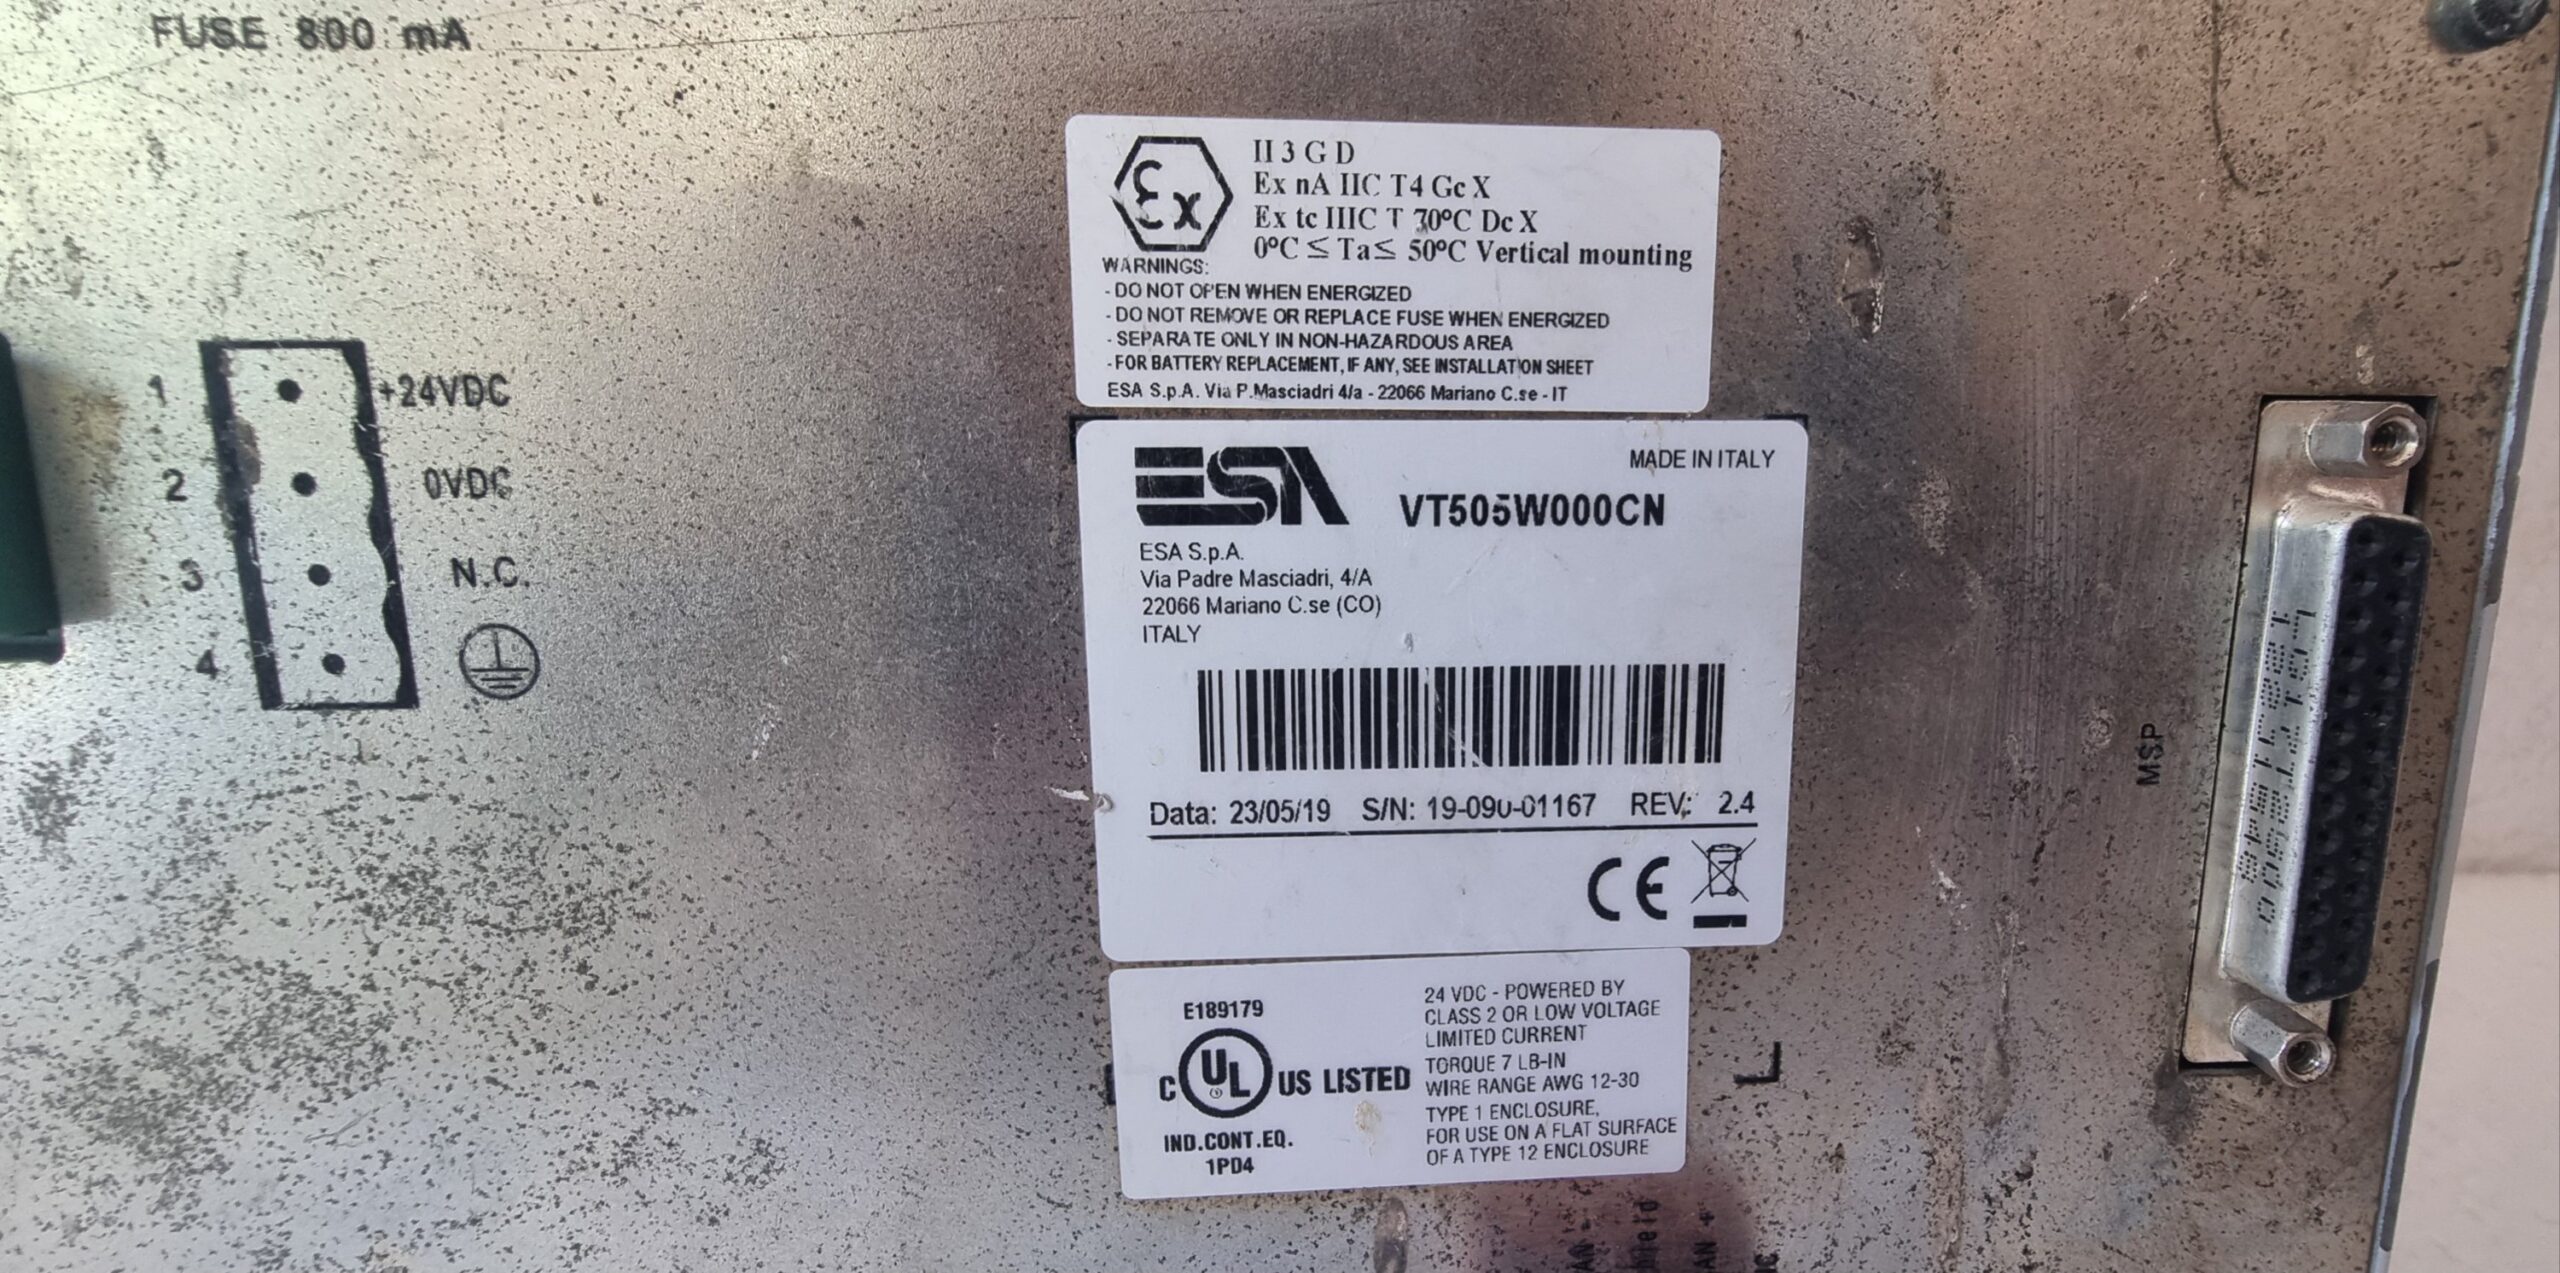 FUSE 800 mA
1 +24VDC
2 0VDC
3 N.C.
4
Ex
II 3 G D
Ex nA IIC T4 Gc X
Ex tc IIIC T 70°C Dc X
0°C ≤ Ta ≤ 50°C Vertical mounting
WARNINGS:
- DO NOT OPEN WHEN ENERGIZED
- DO NOT REMOVE OR REPLACE FUSE WHEN ENERGIZED
- SEPARATE ONLY IN NON-HAZARDOUS AREA
- FOR BATTERY REPLACEMENT, IF ANY, SEE INSTALLATION SHEET
ESA S.p.A. Via P.Masciadri 4/a - 22066 Mariano C.se - IT
ESA
MADE IN ITALY
VT505W000CN
ESA S.p.A.
Via Padre Masciadri, 4/A
22066 Mariano C.se (CO)
ITALY
Data: 23/05/19 S/N: 19-090-01167 REV.: 2.4
CE
E189179
C UL US LISTED
IND.CONT.EQ.
1PD4
24 VDC - POWERED BY
CLASS 2 OR LOW VOLTAGE
LIMITED CURRENT
TORQUE 7 LB-IN
WIRE RANGE AWG 12-30
TYPE 1 ENCLOSURE,
FOR USE ON A FLAT SURFACE
OF A TYPE 12 ENCLOSURE
MSP